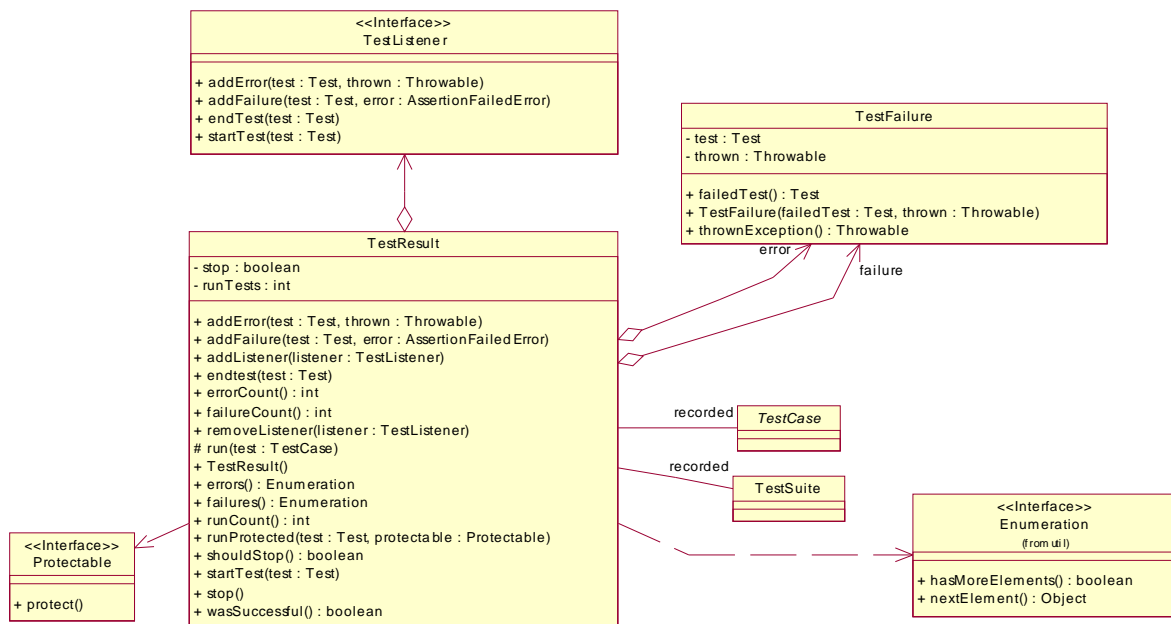 <<Interface>>
TestListener
+ addError(test : Test, thrown : Throwable)
+ addFailure(test : Test, error : AssertionFailedError)
+ endTest(test : Test)
+ startTest(test : Test)
TestFailure
- test : Test
- thrown : Throwable
+ failedTest() : Test
+ TestFailure(failedTest : Test, thrown : Throwable)
+ thrownException() : Throwable
error
failure
TestResult
- stop : boolean
- runTests : int
+ addError(test : Test, thrown : Throwable)
+ addFailure(test : Test, error : AssertionFailedError)
+ addListener(listener : TestListener)
+ endtest(test : Test)
+ errorCount() : int
+ failureCount() : int
+ removeListener(listener : TestListener)
# run(test : TestCase)
+ TestResult()
+ errors() : Enumeration
+ failures() : Enumeration
+ runCount() : int
+ runProtected(test : Test, protectable : Protectable)
+ shouldStop() : boolean
+ startTest(test : Test)
+ stop()
+ wasSuccessful() : boolean
recorded
TestCase
recorded
TestSuite
<<Interface>>
Enumeration
(from util)
+ hasMoreElements() : boolean
+ nextElement() : Object
<<Interface>>
Protectable
+ protect()